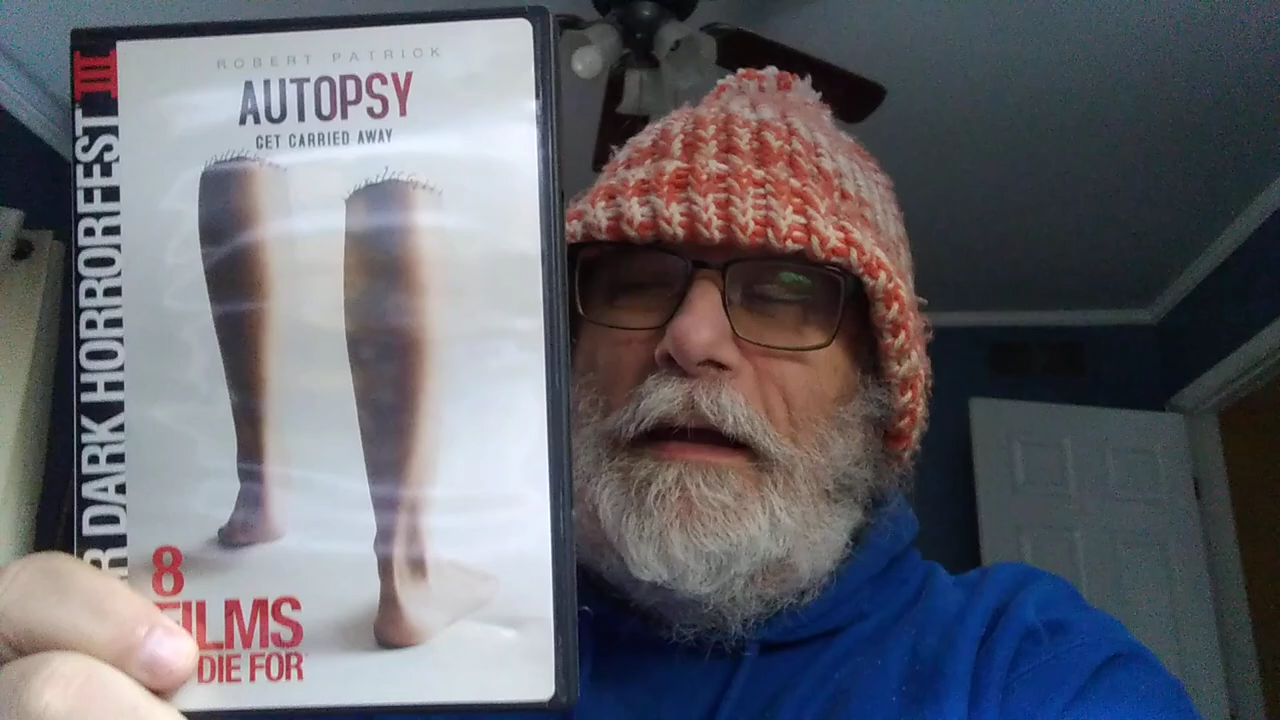 ROBERT PATRICK
AUTOPSY
GET CARRIED AWAY
R DARK HORRORFEST III
8
FILMS
DIE FOR